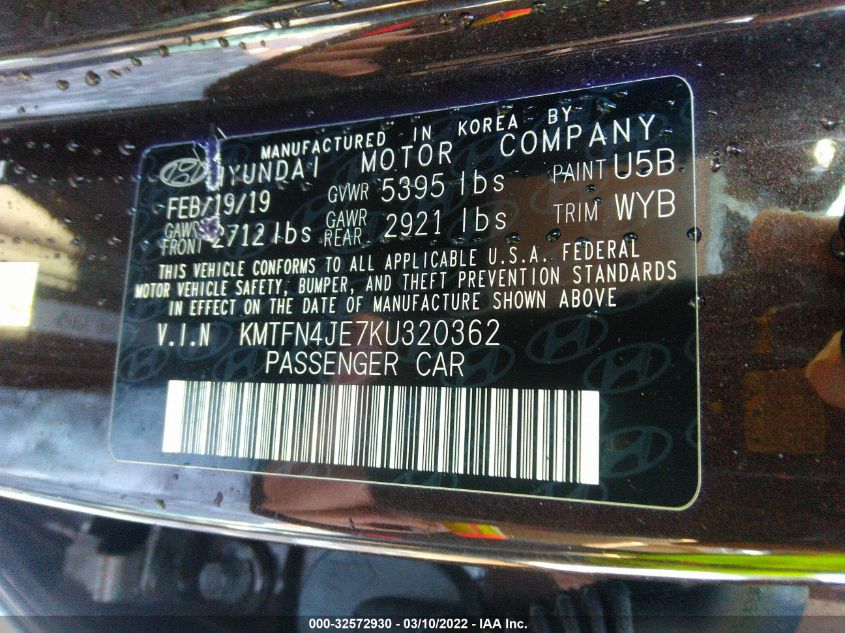 MANUFACTURED IN KOREA BY
HYUNDAI MOTOR COMPANY
FEB/19/19 GVWR 5395 lbs PAINT U5B
GAWR FRONT 2712 lbs GAWR REAR 2921 lbs TRIM WYB
THIS VEHICLE CONFORMS TO ALL APPLICABLE U.S.A. FEDERAL
MOTOR VEHICLE SAFETY, BUMPER, AND THEFT PREVENTION STANDARDS
IN EFFECT ON THE DATE OF MANUFACTURE SHOWN ABOVE
V.I.N KMTFN4JE7KU320362
PASSENGER CAR
000-32572930 - 03/10/2022 - IAA Inc.